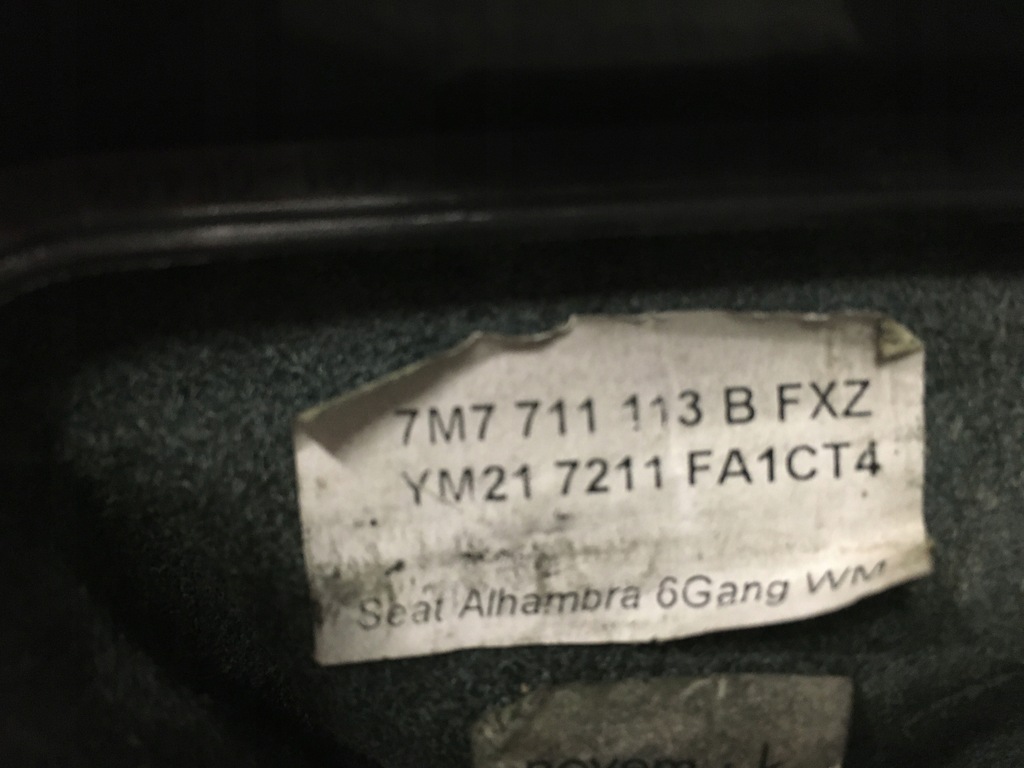 7M7 711 113 B FXZ
YM21 7211 FA1CT4
Seat Alhambra 6Gang WM